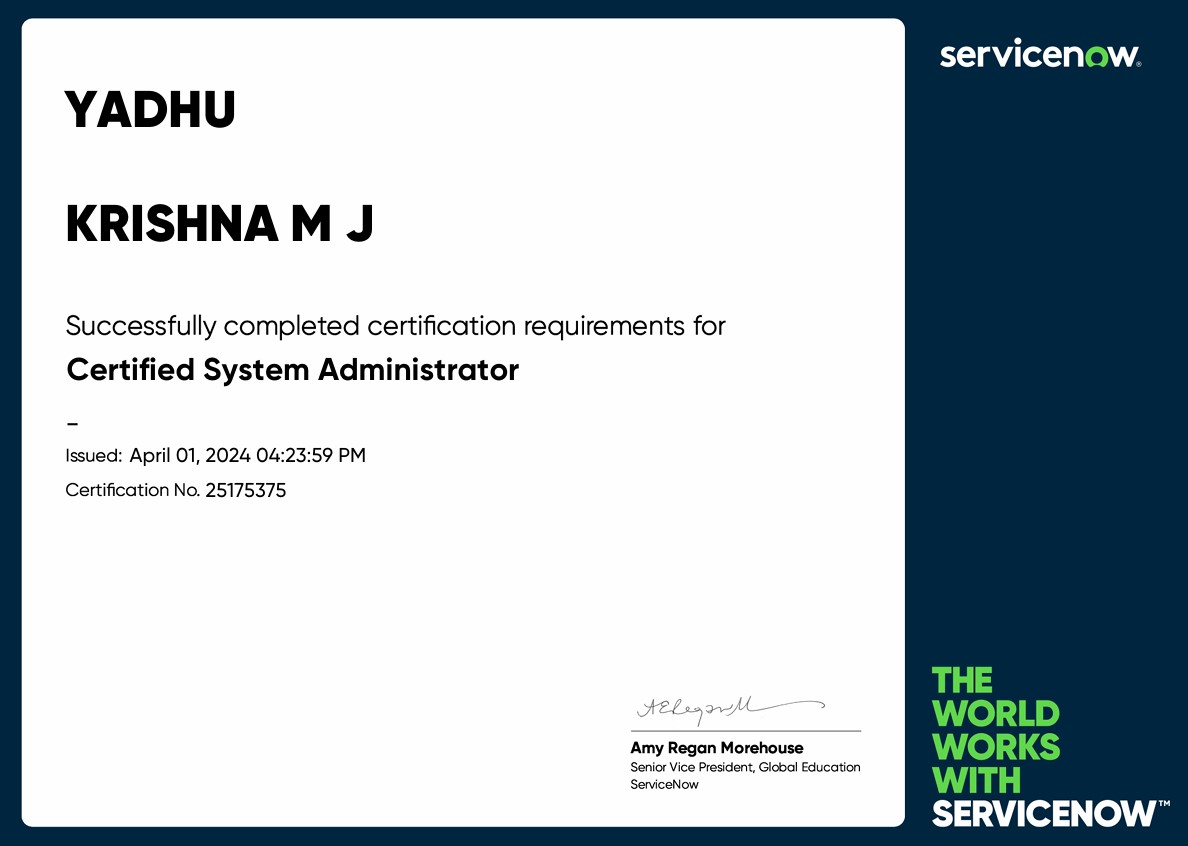 servicenow®
YADHU
KRISHNA M J
Successfully completed certification requirements for
Certified System Administrator
–
Issued: April 01, 2024 04:23:59 PM
Certification No. 25175375
Amy Regan Morehouse
Senior Vice President, Global Education
ServiceNow
THE
WORLD
WORKS
WITH
SERVICENOW™